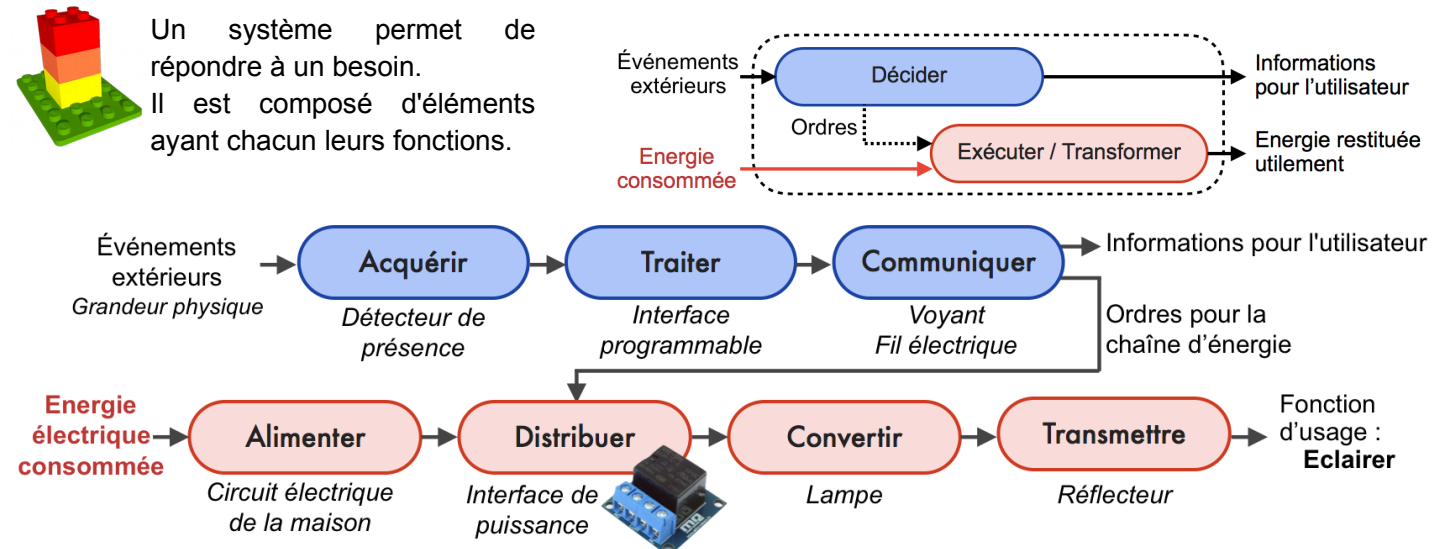 Un système permet de
répondre à un besoin.
Il est composé d'éléments
ayant chacun leurs fonctions.
Événements
extérieurs
Décider
Informations
pour l'utilisateur
Ordres
Energie
consommée
Exécuter / Transformer
Energie restituée
utilement
Événements
extérieurs
Grandeur physique
Acquérir
Détecteur de
présence
Traiter
Interface
programmable
Communiquer
Voyant
Fil électrique
Informations pour l'utilisateur
Ordres pour la
chaîne d'énergie
Energie
électrique
consommée
Alimenter
Circuit électrique
de la maison
Distribuer
Interface de
puissance
Convertir
Lampe
Transmettre
Réflecteur
Fonction
d'usage :
Eclairer